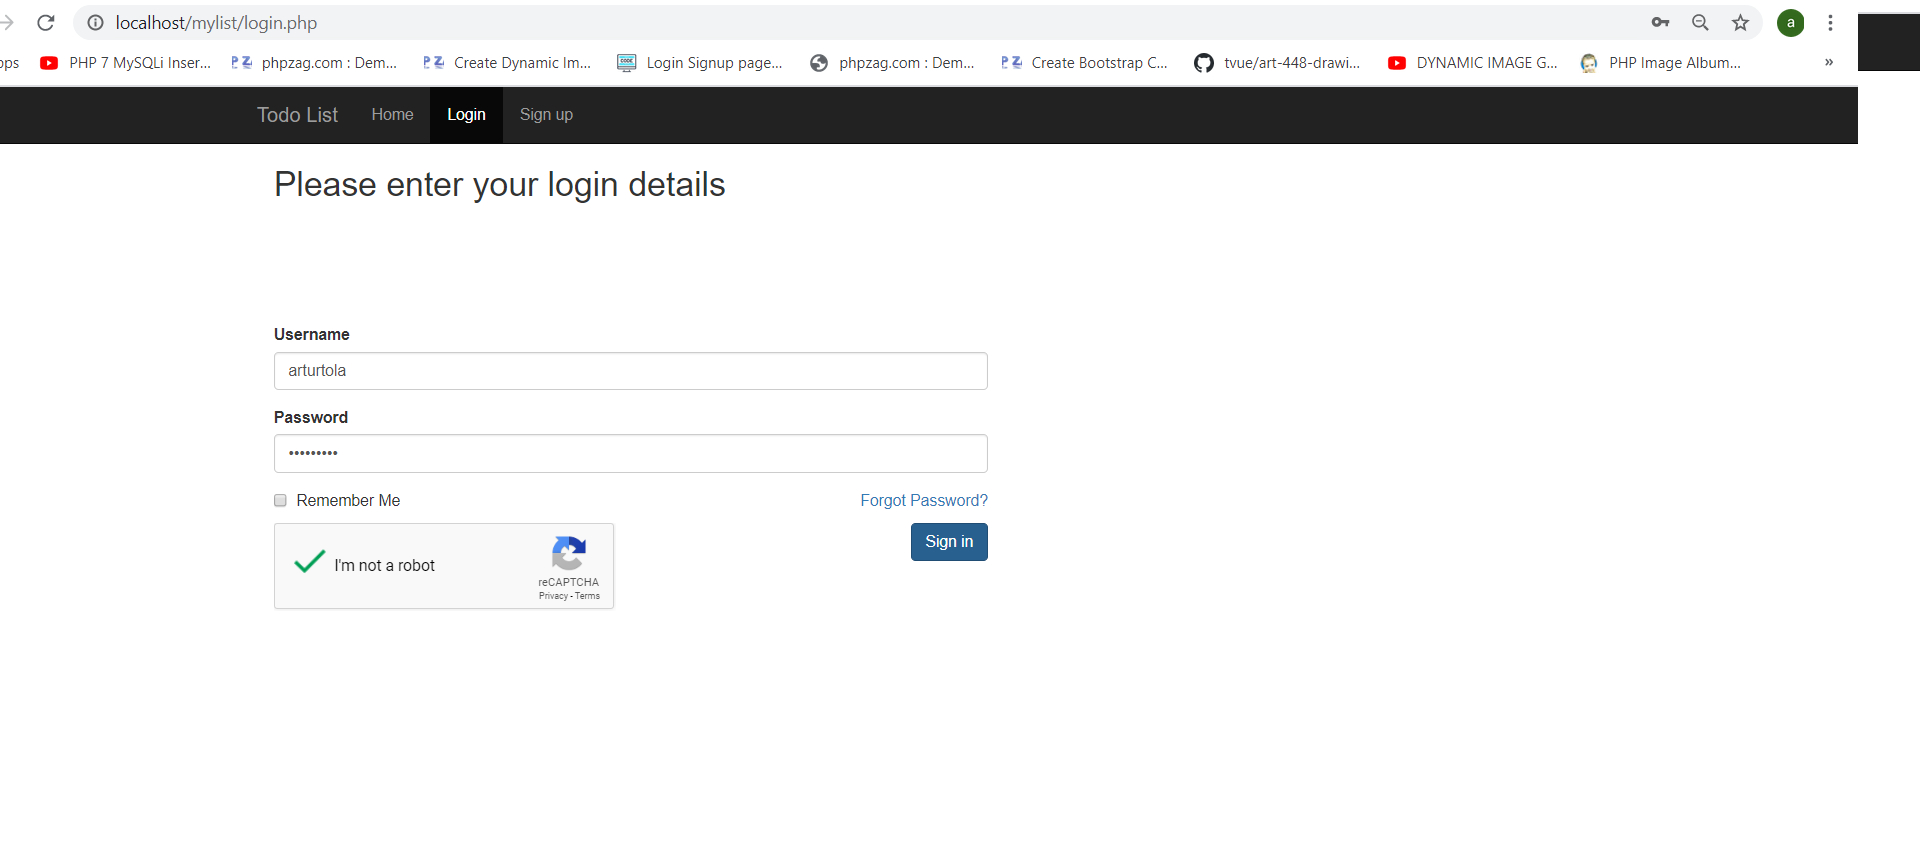 localhost/mylist/login.php
a
ops PHP 7 MySQLi Inser... phpzag.com : Dem... Create Dynamic Im... Login Signup page... phpzag.com : Dem... Create Bootstrap C... tvue/art-448-drawi... DYNAMIC IMAGE G... PHP Image Album... »
Todo List Home Login Sign up
Please enter your login details
Username
arturtola
Password
•••••••••
Remember Me Forgot Password?
Sign in
I'm not a robot
reCAPTCHA
Privacy - Terms